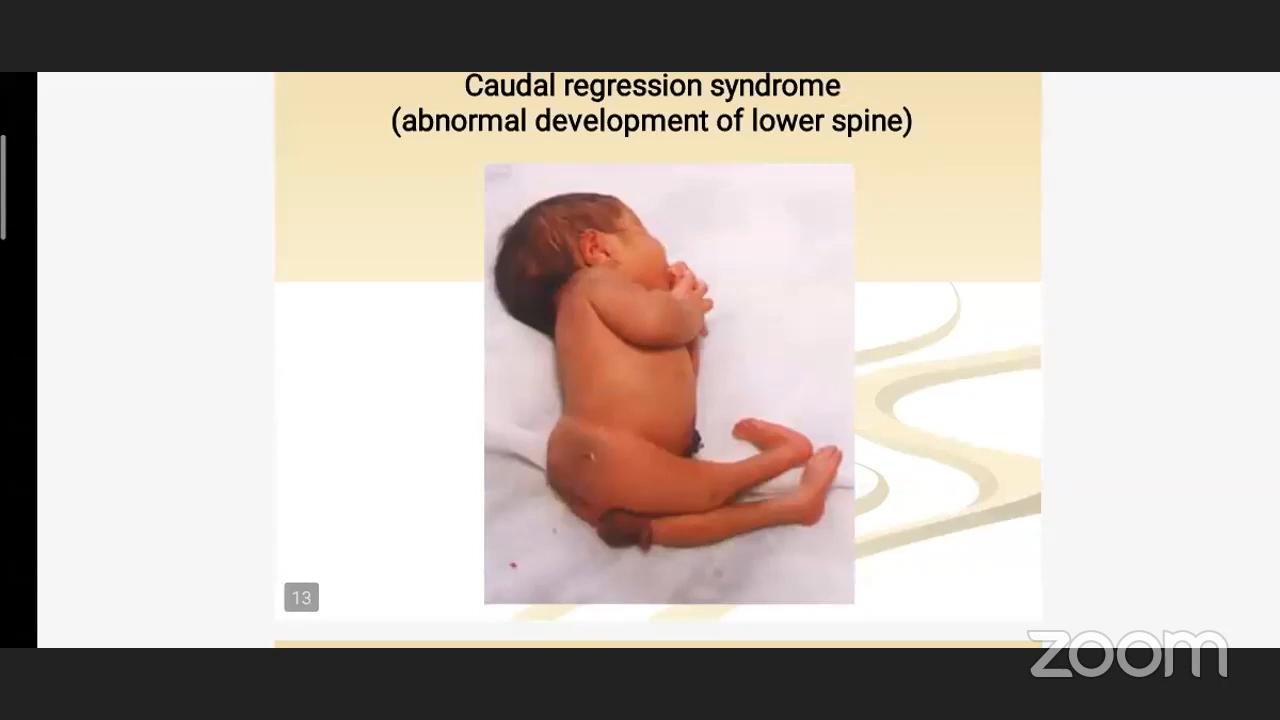 Caudal regression syndrome
(abnormal development of lower spine)
13
zoom